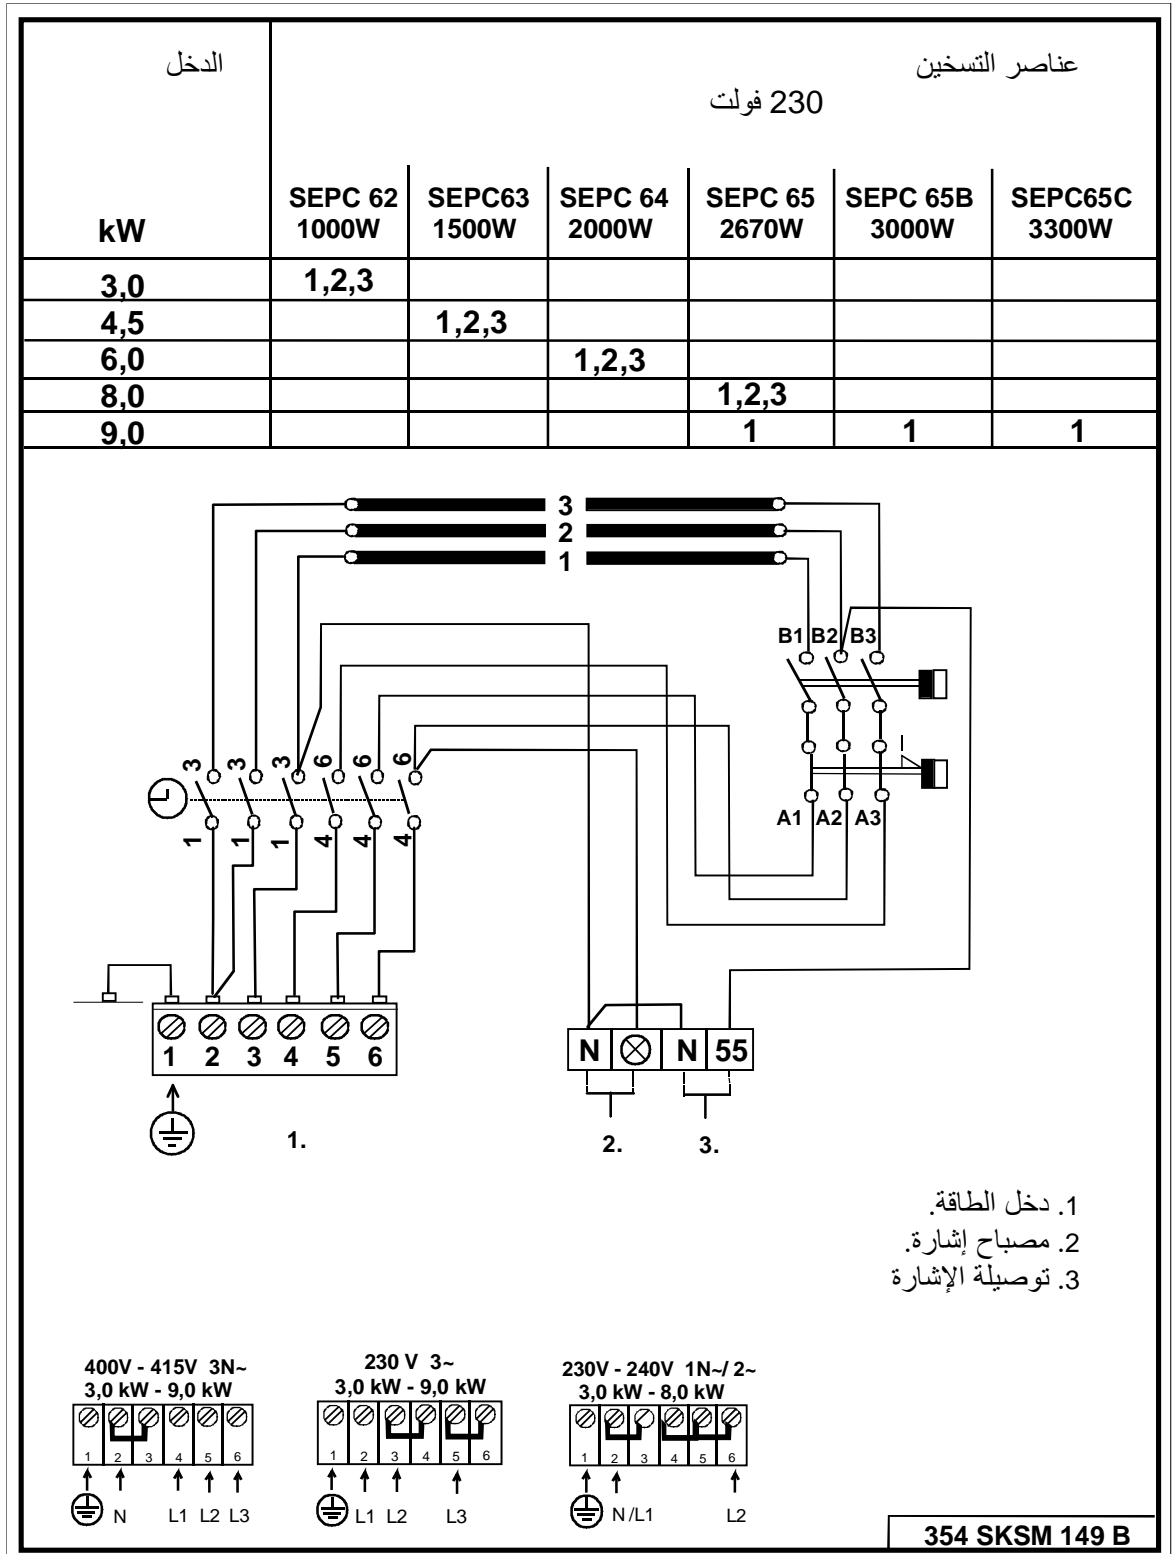 الدخل
عناصر التسخين
230 فولت
kW
SEPC 62 SEPC63 SEPC 64 SEPC 65 SEPC 65B SEPC65C
1000W 1500W 2000W 2670W 3000W 3300W
3,0 1,2,3
4,5 1,2,3
6,0 1,2,3
8,0 1,2,3
9,0 1 1 1
3
2
1
B1 B2 B3
3 3 3 6 6 6
1 1 1 4 4 4
A1 A2 A3
1 2 3 4 5 6
N N 55
1.
2. 3.
1. دخل الطاقة.
2. مصباح إشارة.
3. توصيلة الإشارة
400V - 415V 3N~
3,0 kW - 9,0 kW
1 2 3 4 5 6
N L1 L2 L3
230 V 3~
3,0 kW - 9,0 kW
1 2 3 4 5 6
L1 L2 L3
230V - 240V 1N~/ 2~
3,0 kW - 8,0 kW
1 2 3 4 5 6
N /L1 L2
354 SKSM 149 B